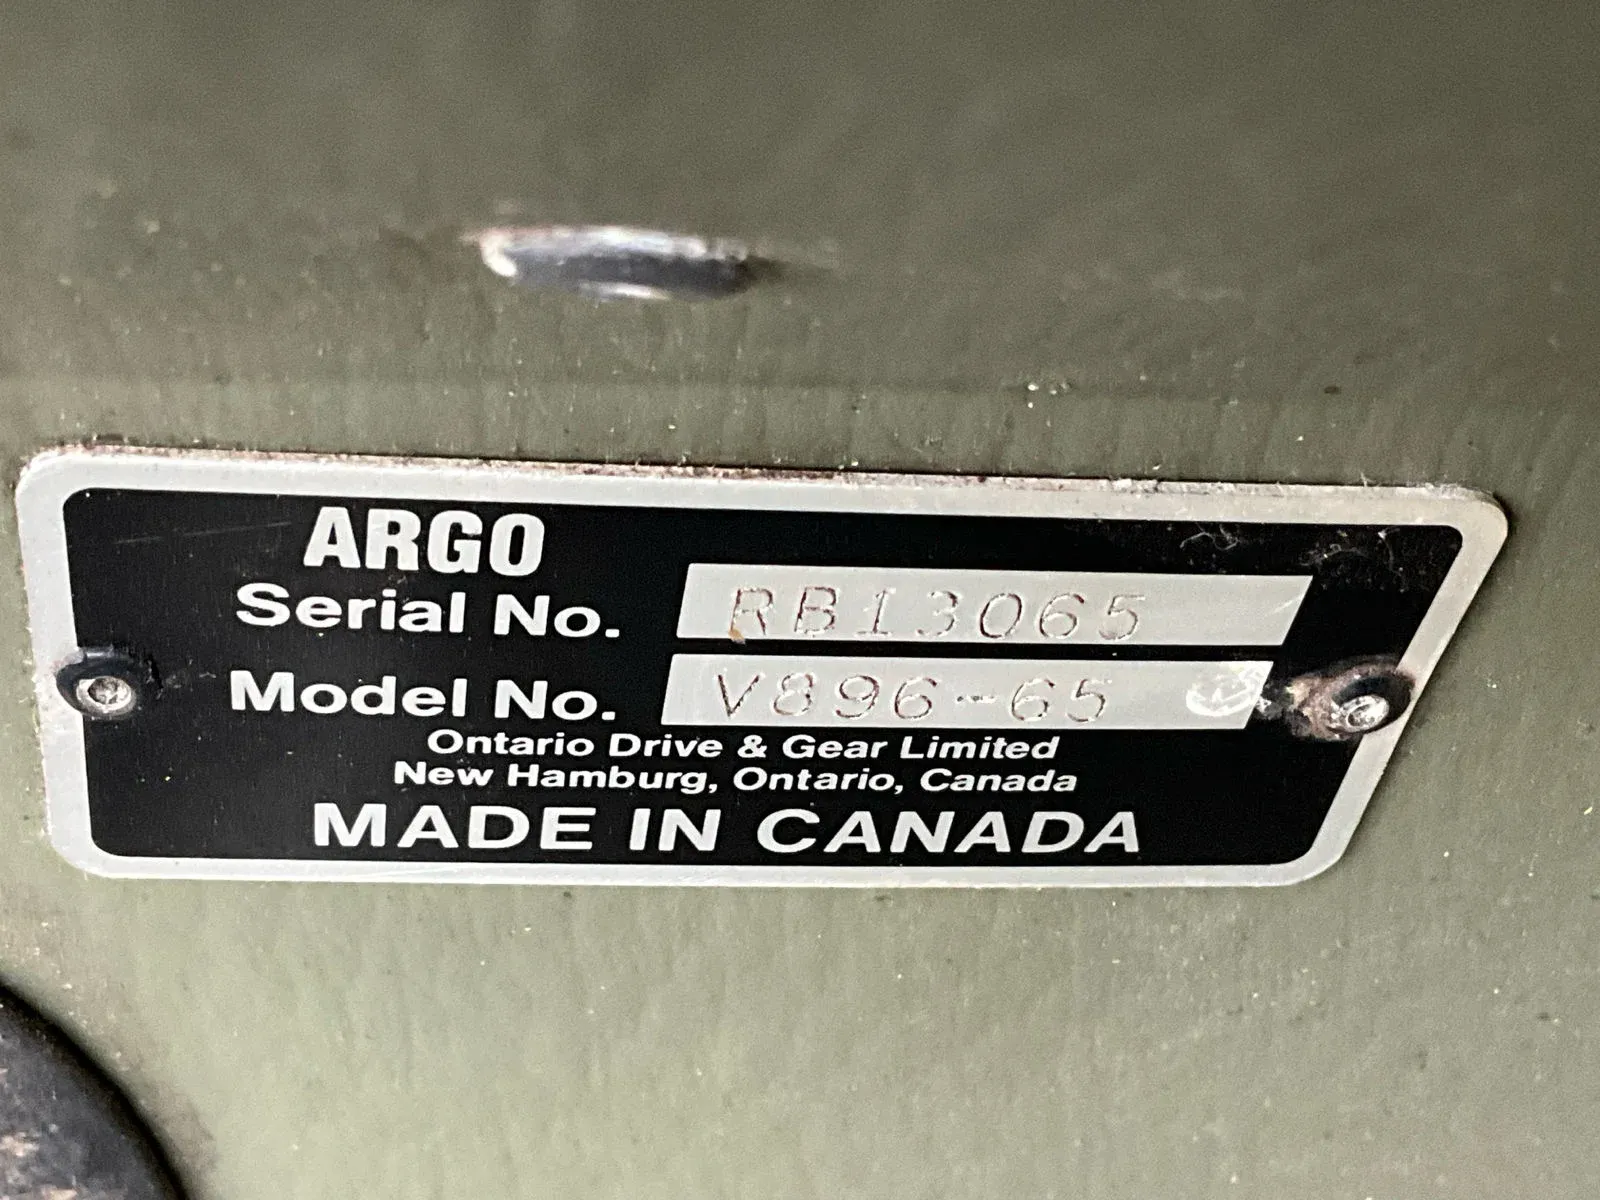 ARGO
Serial No. RB13065
Model No. V896-65
Ontario Drive & Gear Limited
New Hamburg, Ontario, Canada
MADE IN CANADA